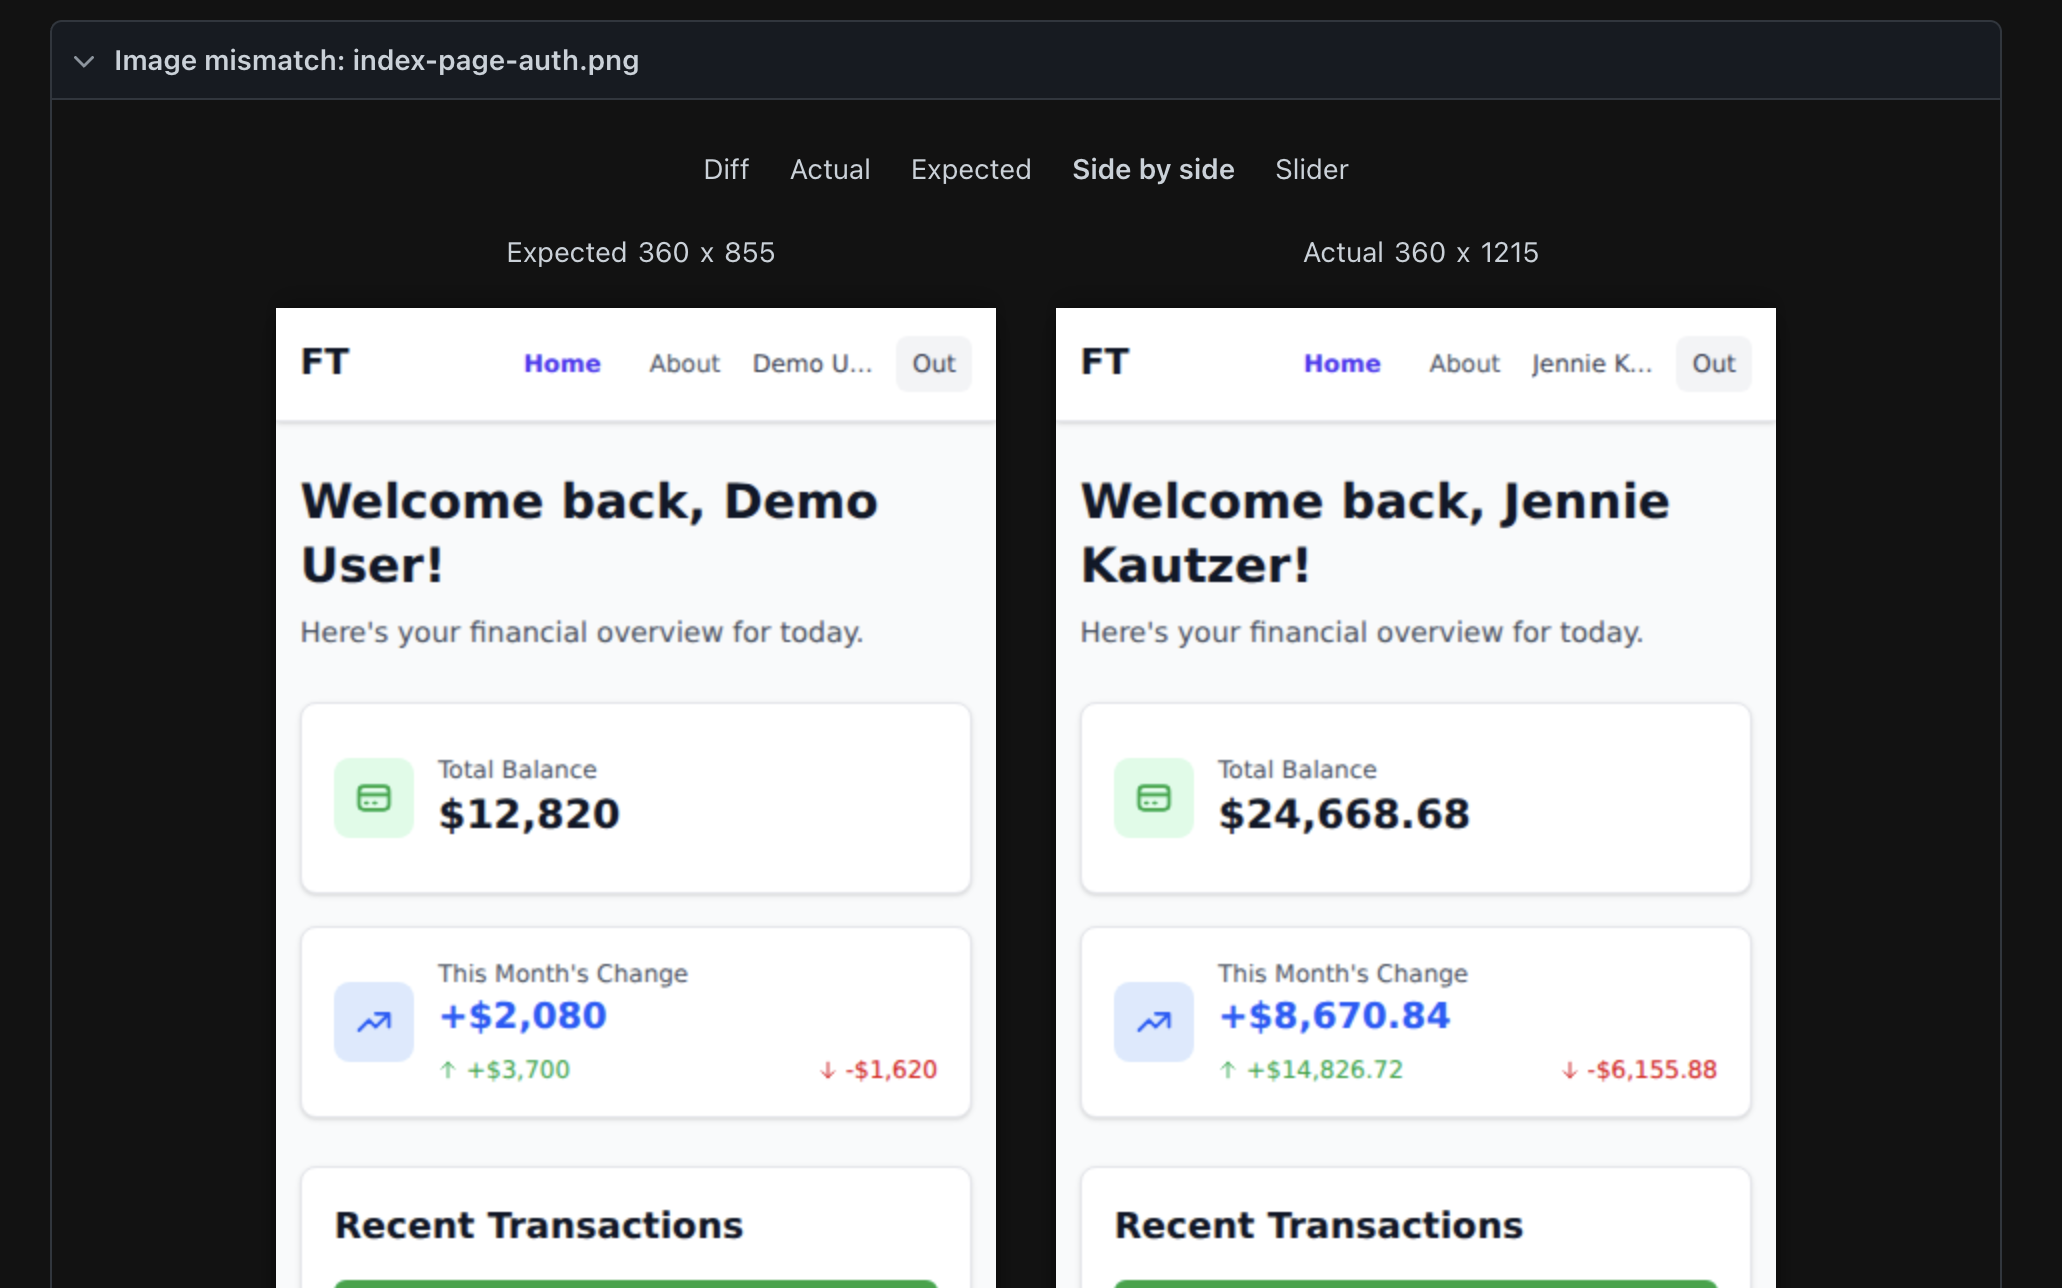 Image mismatch: index-page-auth.png
Diff Actual Expected Side by side Slider
Expected 360 x 855
FT Home About Demo U... Out
Welcome back, Demo
User!
Here's your financial overview for today.
Total Balance
$12,820
This Month's Change
+$2,080
↑ +$3,700 ↓ -$1,620
Recent Transactions
Actual 360 x 1215
FT Home About Jennie K... Out
Welcome back, Jennie
Kautzer!
Here's your financial overview for today.
Total Balance
$24,668.68
This Month's Change
+$8,670.84
↑ +$14,826.72 ↓ -$6,155.88
Recent Transactions